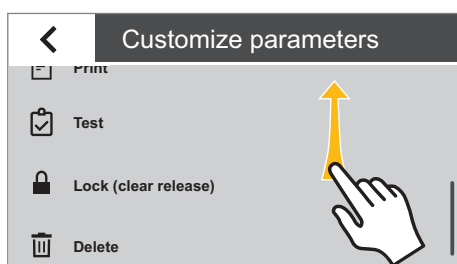 Customize parameters
Print
Test
Lock (clear release)
Delete